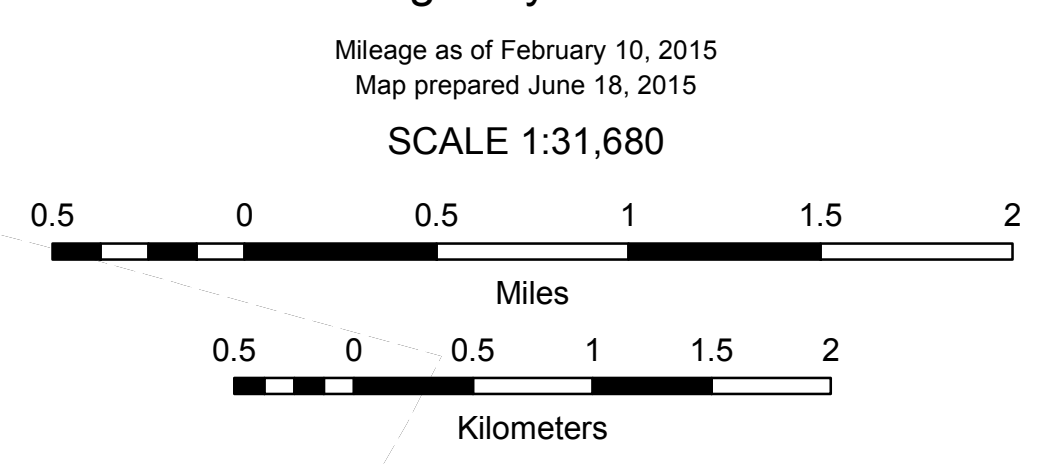 Mileage as of February 10, 2015
Map prepared June 18, 2015
SCALE 1:31,680
0.5 0 0.5 1 1.5 2
Miles
0.5 0 0.5 1 1.5 2
Kilometers